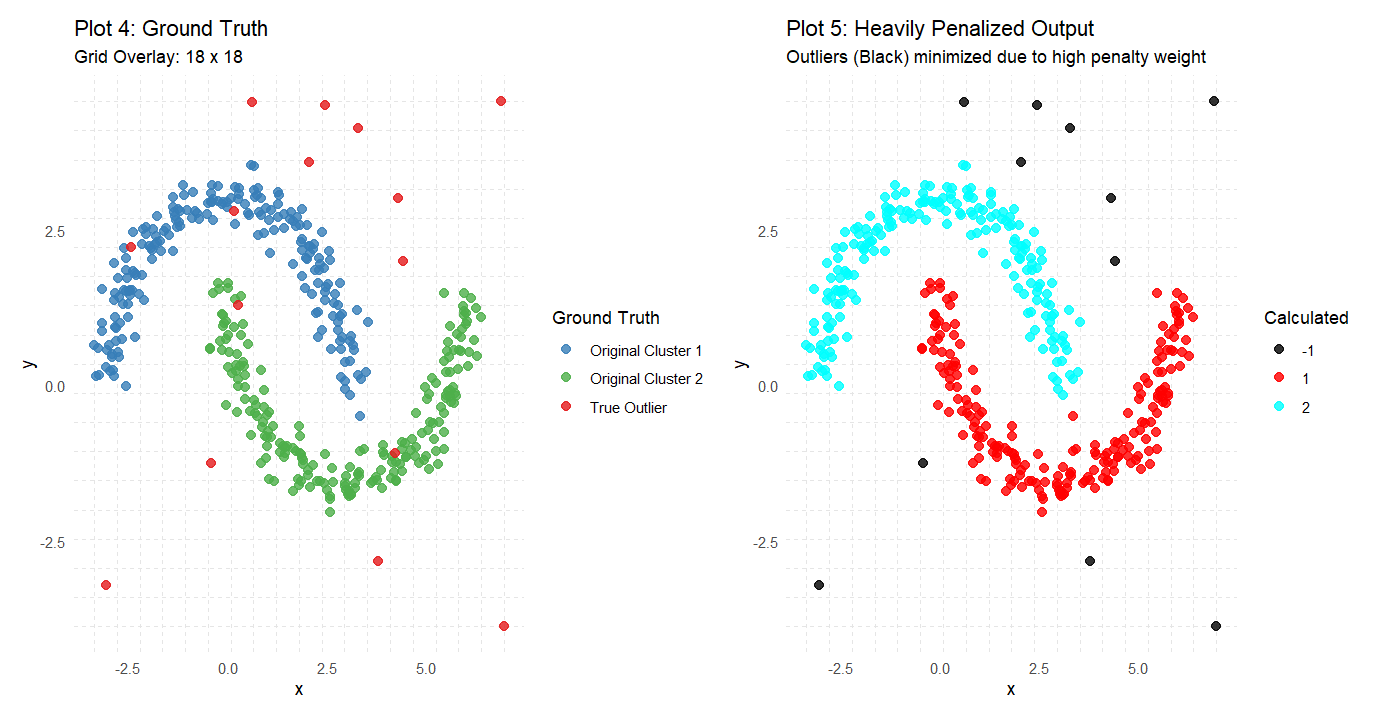 Plot 4: Ground Truth
Grid Overlay: 18 x 18
y
2.5
0.0
-2.5
-2.5
0.0
2.5
5.0
x
Ground Truth
Original Cluster 1
Original Cluster 2
True Outlier
Plot 5: Heavily Penalized Output
Outliers (Black) minimized due to high penalty weight
y
2.5
0.0
-2.5
-2.5
0.0
2.5
5.0
x
Calculated
-1
1
2